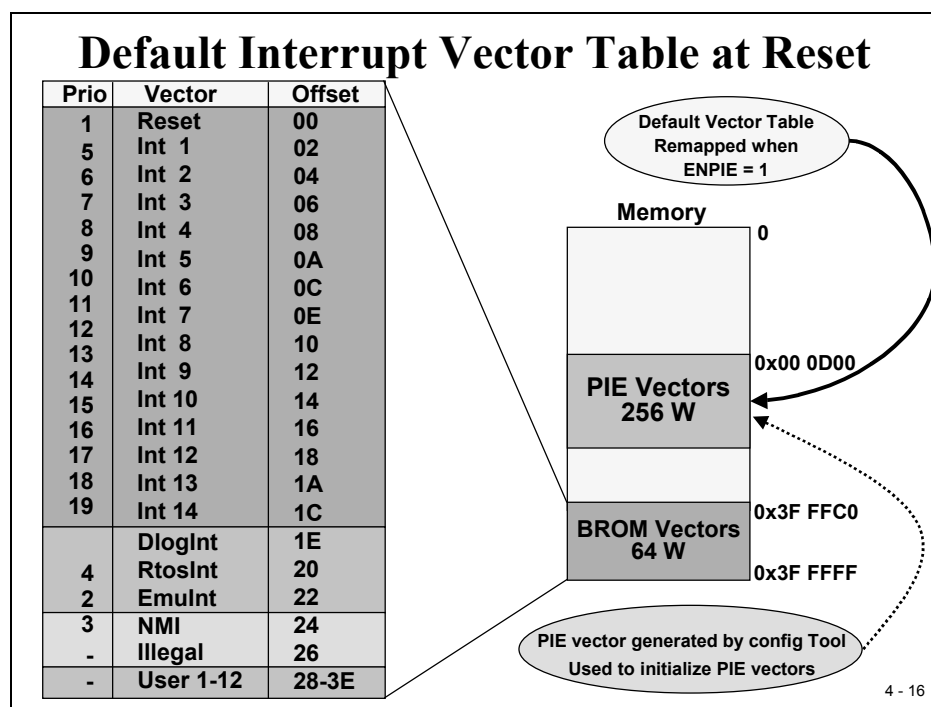 Default Interrupt Vector Table at Reset
Prio Vector Offset
1 Reset 00
5 Int 1 02
6 Int 2 04
7 Int 3 06
8 Int 4 08
9 Int 5 0A
10 Int 6 0C
11 Int 7 0E
12 Int 8 10
13 Int 9 12
14 Int 10 14
15 Int 11 16
16 Int 12 18
17 Int 13 1A
18 Int 14 1C
19 DlogInt 1E
4 RtosInt 20
2 EmuInt 22
3 NMI 24
- Illegal 26
- User 1-12 28-3E
Default Vector Table
Remapped when
ENPIE = 1
Memory
0
0x00 0D00
PIE Vectors
256 W
0x3F FFC0
BROM Vectors
64 W
0x3F FFFF
PIE vector generated by config Tool
Used to initialize PIE vectors
4 - 16